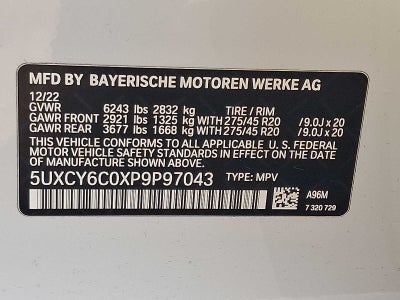 MFD BY BAYERISCHE MOTOREN WERKE AG
12/22
GVWR 6243 lbs 2832 kg TIRE / RIM
GAWR FRONT 2921 lbs 1325 kg WITH 275/45 R20 /9.0J x 20
GAWR REAR 3677 lbs 1668 kg WITH 275/45 R20 /9.0J x 20
THIS VEHICLE CONFORMS TO ALL APPLICABLE U. S. FEDERAL
MOTOR VEHICLE SAFETY STANDARDS IN EFFECT ON THE
DATE OF MANUFACTURE SHOWN ABOVE.
5UXCY6C0XP9P97043 TYPE: MPV
A96M
7 320 729